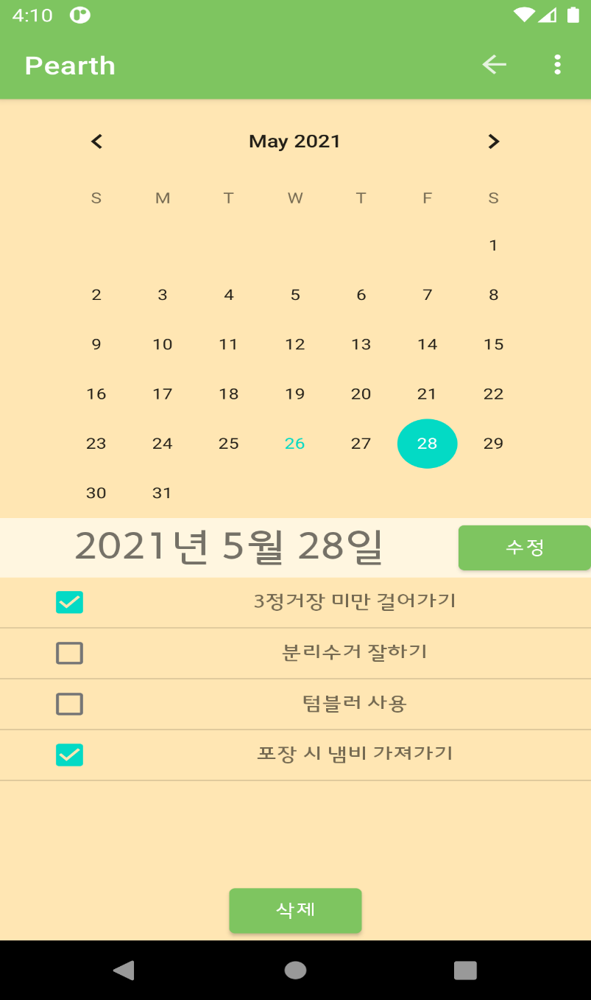 4:10
Pearth
May 2021
S M T W T F S
1
2 3 4 5 6 7 8
9 10 11 12 13 14 15
16 17 18 19 20 21 22
23 24 25 26 27 28 29
30 31
2021년 5월 28일 수정
3정거장 미만 걸어가기
분리수거 잘하기
텀블러 사용
포장 시 냄비 가져가기
삭제